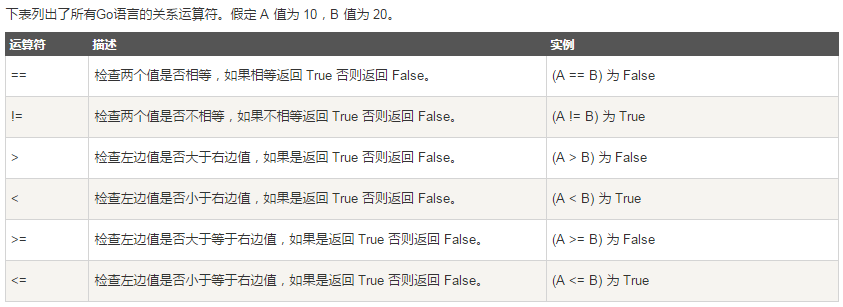 下表列出了所有Go语言的关系运算符。假定 A 值为 10，B 值为 20。
运算符 描述 实例
== 检查两个值是否相等，如果相等返回 True 否则返回 False。 (A == B) 为 False
!= 检查两个值是否不相等，如果不相等返回 True 否则返回 False。 (A != B) 为 True
> 检查左边值是否大于右边值，如果是返回 True 否则返回 False。 (A > B) 为 False
< 检查左边值是否小于右边值，如果是返回 True 否则返回 False。 (A < B) 为 True
>= 检查左边值是否大于等于右边值，如果是返回 True 否则返回 False。 (A >= B) 为 False
<= 检查左边值是否小于等于右边值，如果是返回 True 否则返回 False。 (A <= B) 为 True